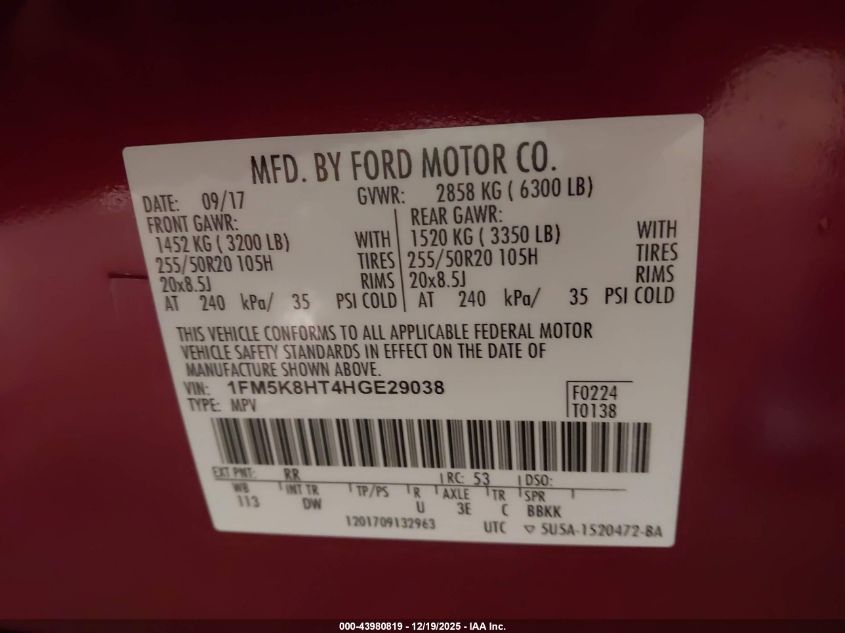 MFD. BY FORD MOTOR CO.
DATE: 09/17 GVWR: 2858 KG ( 6300 LB)
FRONT GAWR: REAR GAWR:
1452 KG ( 3200 LB) WITH 1520 KG ( 3350 LB) WITH
255/50R20 105H TIRES 255/50R20 105H TIRES
20x8.5J RIMS 20x8.5J RIMS
AT 240 kPa/ 35 PSI COLD AT 240 kPa/ 35 PSI COLD
THIS VEHICLE CONFORMS TO ALL APPLICABLE FEDERAL MOTOR
VEHICLE SAFETY STANDARDS IN EFFECT ON THE DATE OF
MANUFACTURE SHOWN ABOVE.
VIN: 1FM5K8HT4HGE29038 F0224
TYPE: MPV T0138
EXT PNT: RR RC: 53 DSO:
WB INT TR TP/PS R AXLE TR SPR
113 DW U 3E C BBKK
1201709132963 UTC ▽ 5U5A-1520472-BA
000-43980819 - 12/19/2025 - IAA Inc.